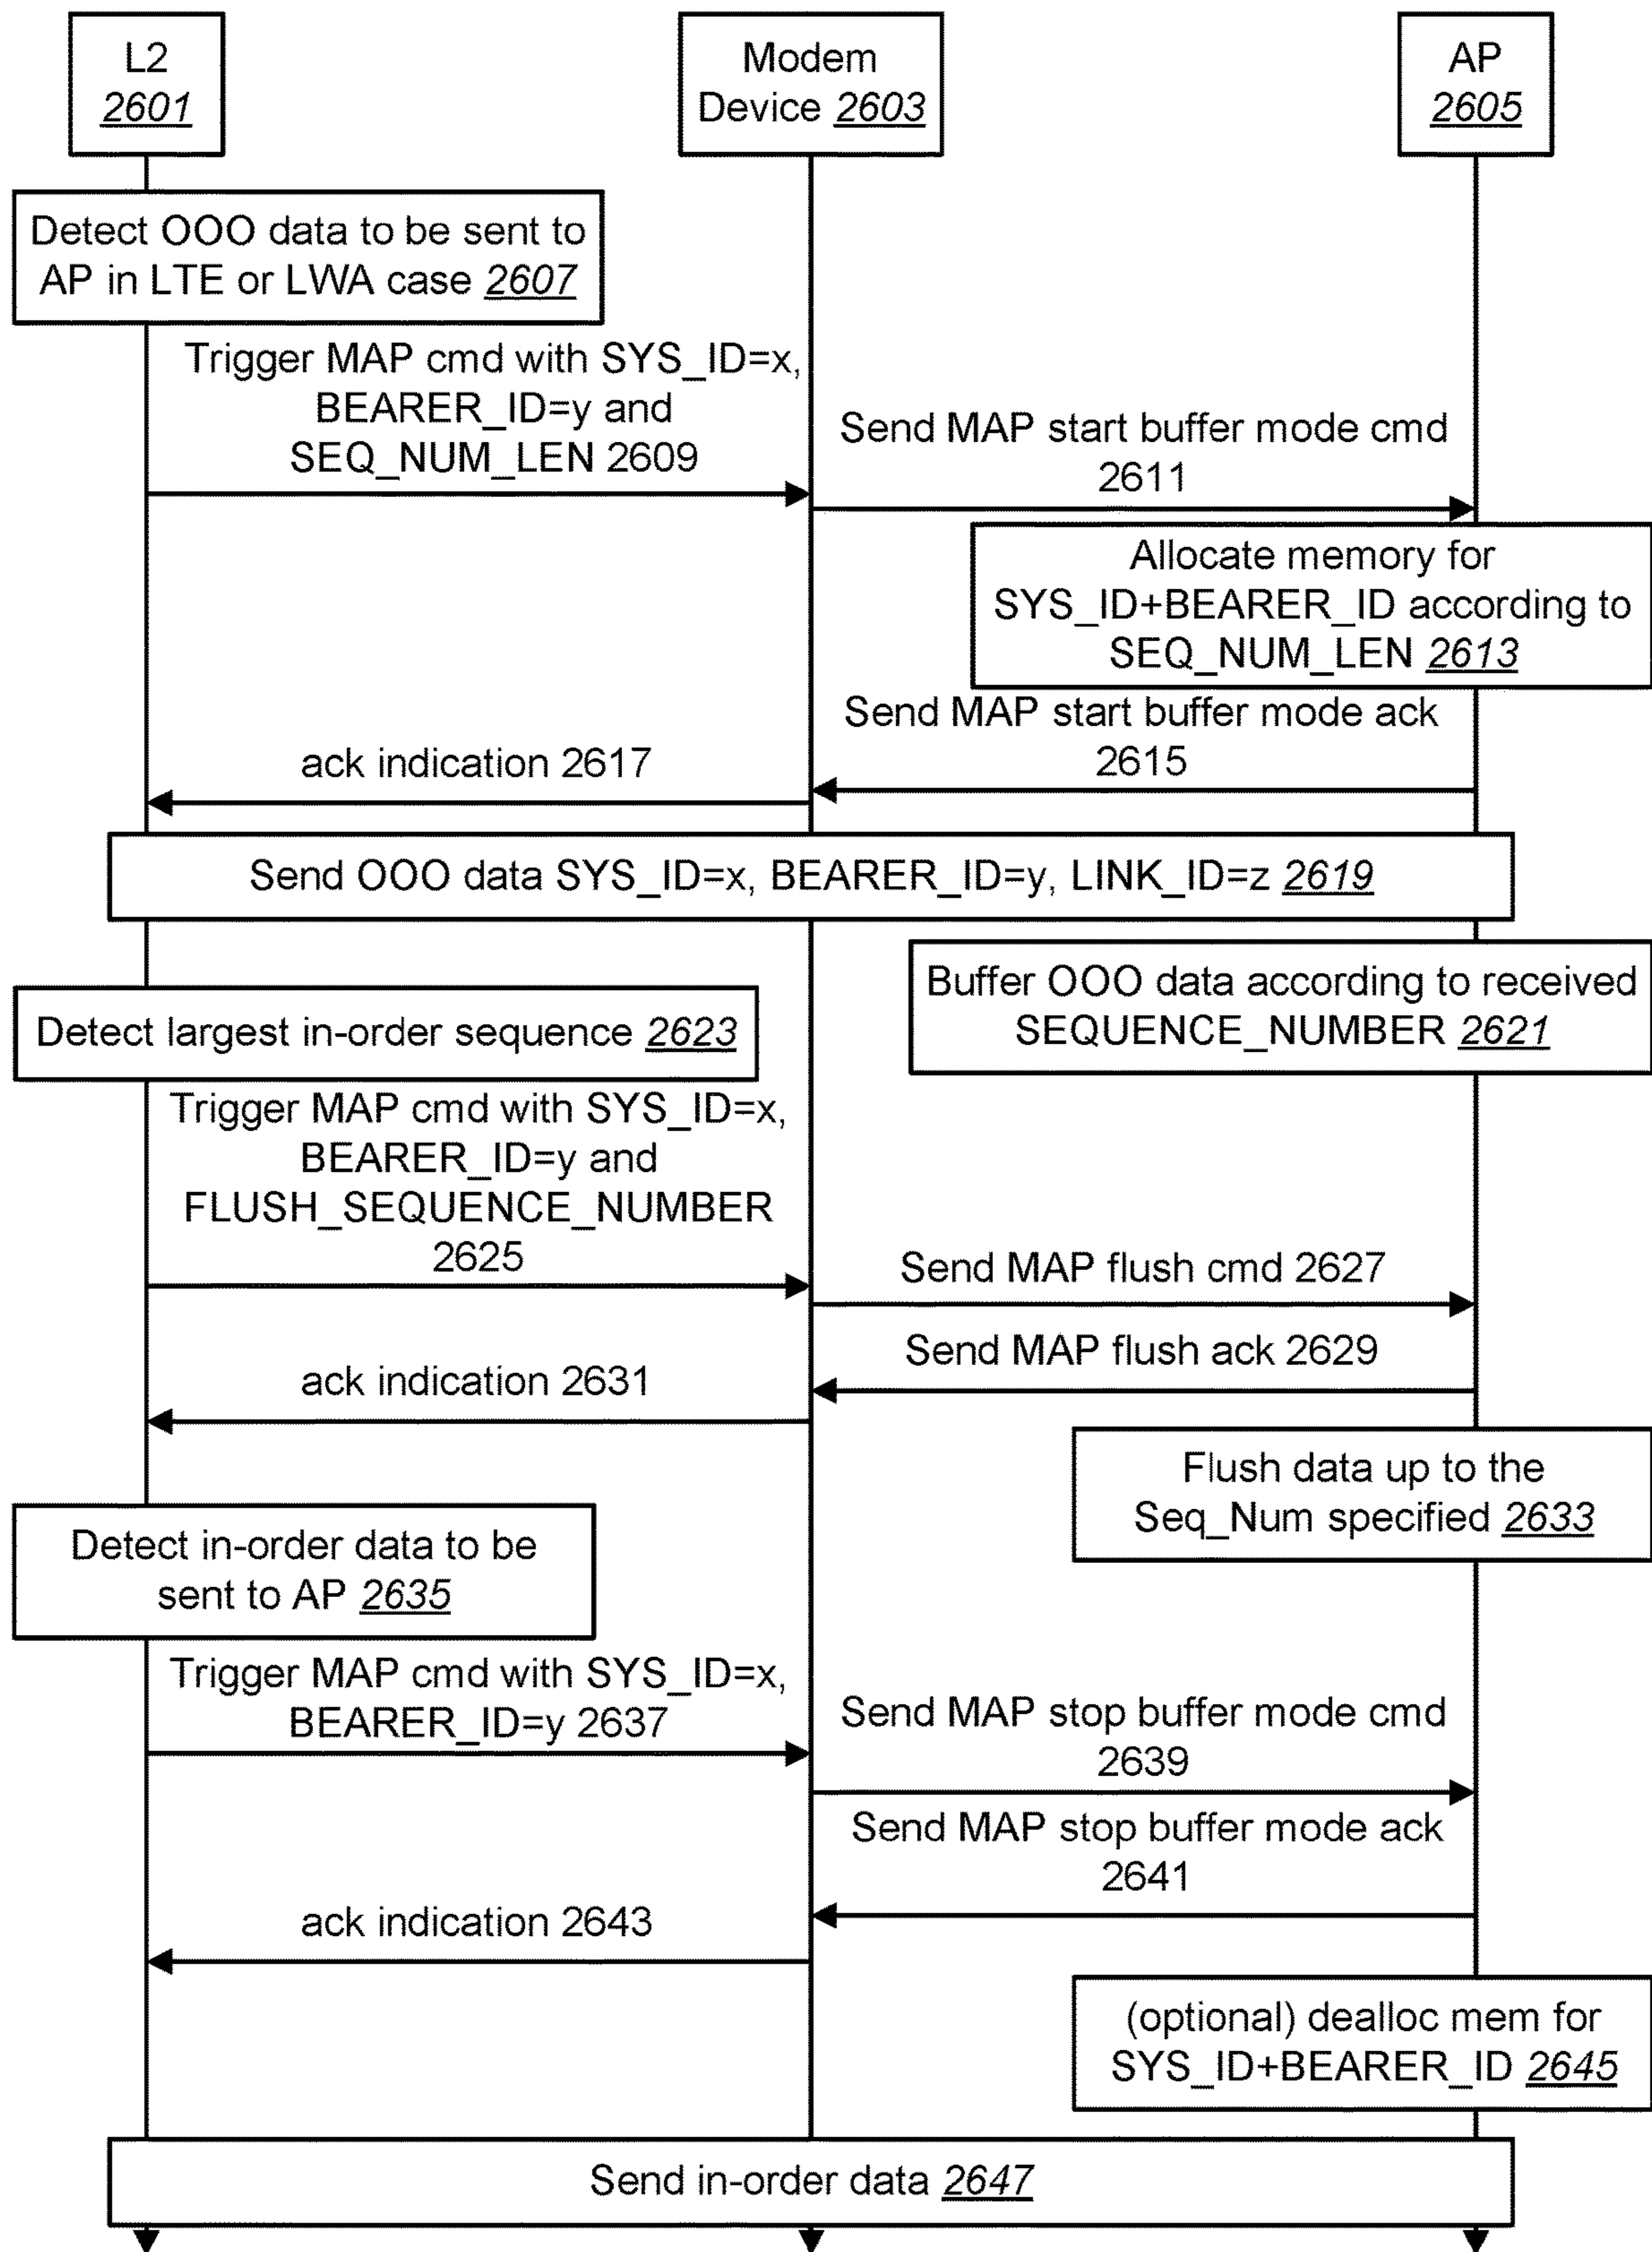 L2
2601
Modem
Device 2603
AP
2605
Detect OOO data to be sent to
AP in LTE or LWA case 2607
Trigger MAP cmd with SYS_ID=x,
BEARER_ID=y and
SEQ_NUM_LEN 2609
Send MAP start buffer mode cmd
2611
Allocate memory for
SYS_ID+BEARER_ID according to
SEQ_NUM_LEN 2613
Send MAP start buffer mode ack
2615
ack indication 2617
Send OOO data SYS_ID=x, BEARER_ID=y, LINK_ID=z 2619
Buffer OOO data according to received
SEQUENCE_NUMBER 2621
Detect largest in-order sequence 2623
Trigger MAP cmd with SYS_ID=x,
BEARER_ID=y and
FLUSH_SEQUENCE_NUMBER
2625
Send MAP flush cmd 2627
Send MAP flush ack 2629
ack indication 2631
Flush data up to the
Seq_Num specified 2633
Detect in-order data to be
sent to AP 2635
Trigger MAP cmd with SYS_ID=x,
BEARER_ID=y 2637
Send MAP stop buffer mode cmd
2639
Send MAP stop buffer mode ack
2641
ack indication 2643
(optional) dealloc mem for
SYS_ID+BEARER_ID 2645
Send in-order data 2647